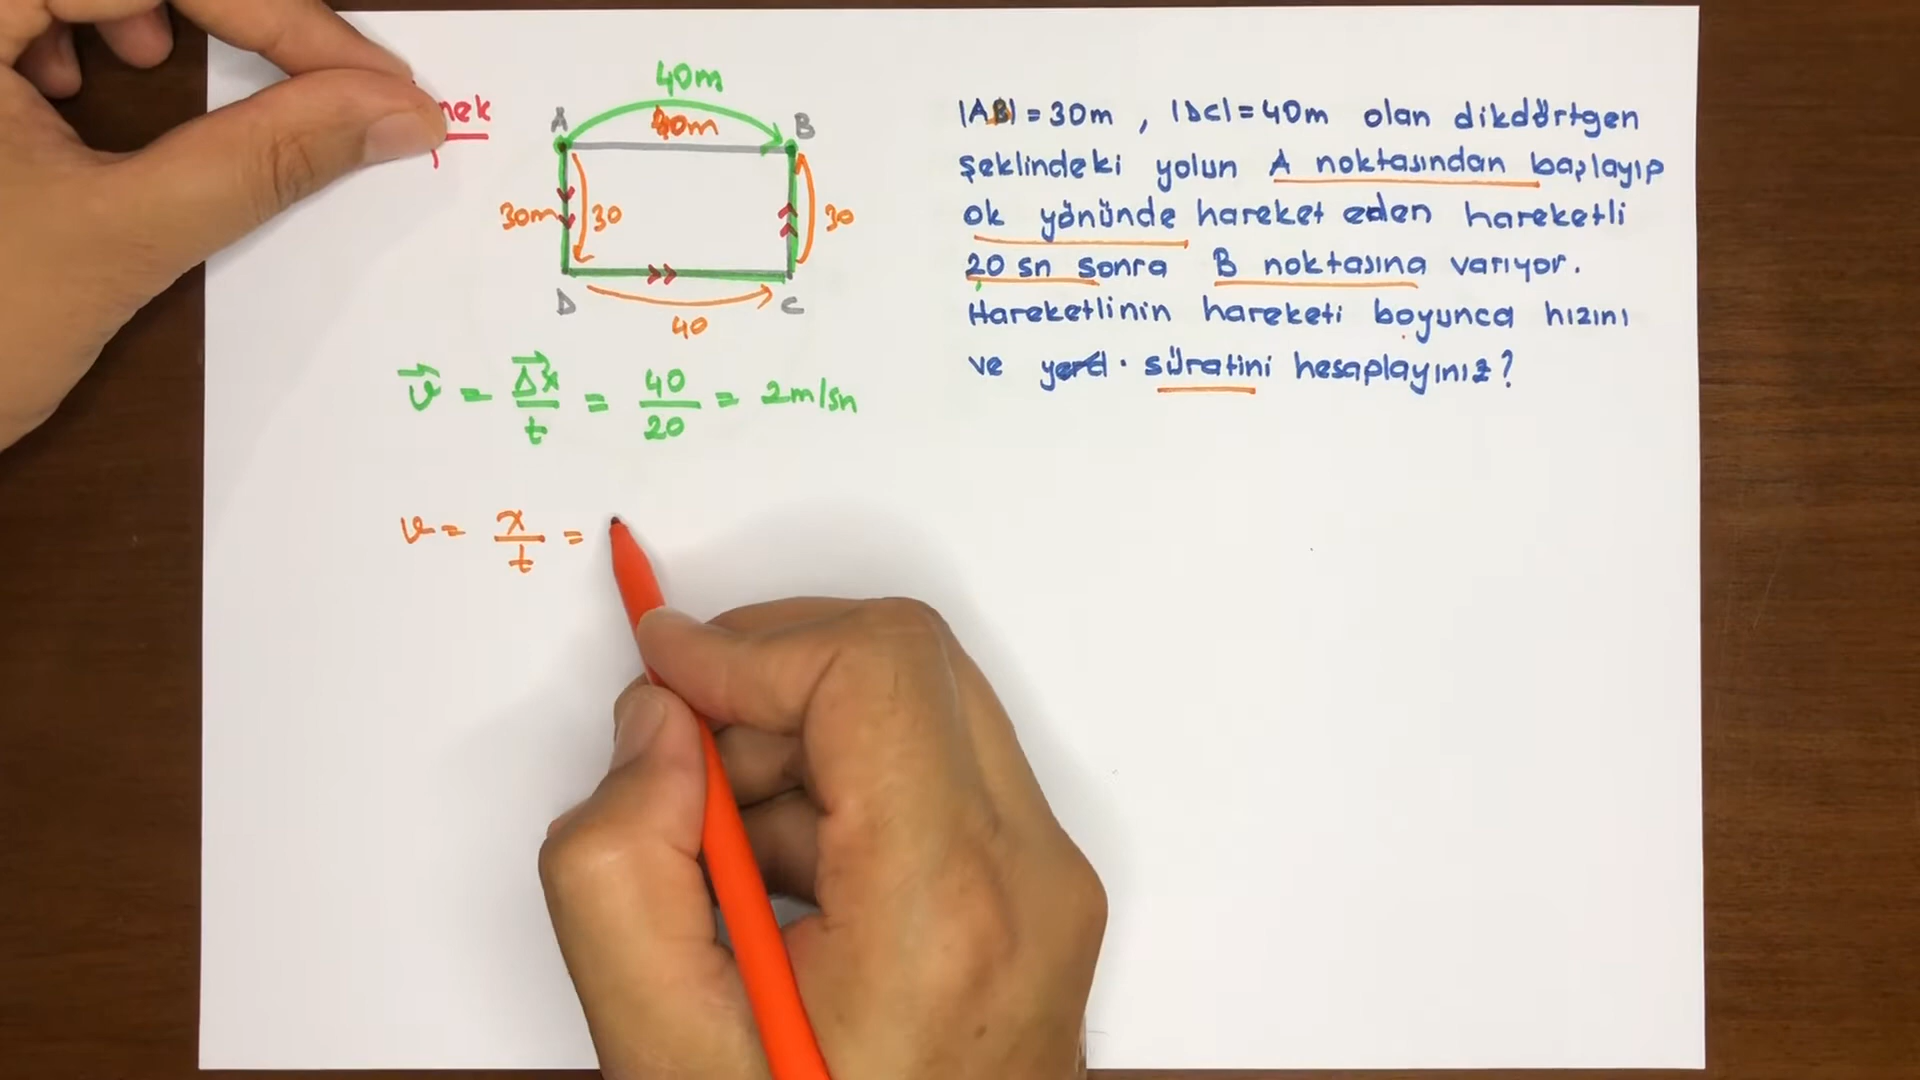 nek
40m
A 40m B
30m 30 30
D C
40
|AB| = 30m , |DC| = 40m olan dikdörtgen
şeklindeki yolun A noktasından başlayıp
ok yönünde hareket eden hareketli
20 sn sonra B noktasına varıyor.
Hareketlinin hareketi boyunca hızını
ve süratini hesaplayınız?
v = Δx / t = 40 / 20 = 2m/sn
v = x / t =